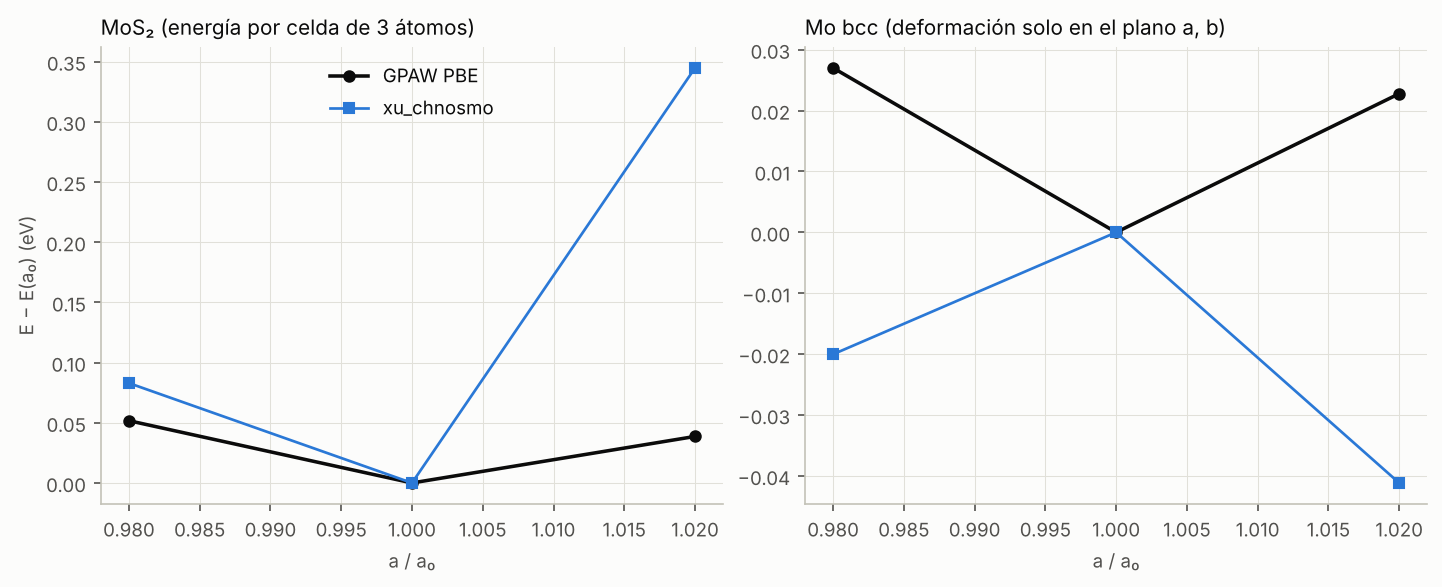 MoS₂ (energía por celda de 3 átomos)
GPAW PBE
xu_chnosmo
E − E(a₀) (eV)
0.35
0.30
0.25
0.20
0.15
0.10
0.05
0.00
0.980 0.985 0.990 0.995 1.000 1.005 1.010 1.015 1.020
a / a₀
Mo bcc (deformación solo en el plano a, b)
0.03
0.02
0.01
0.00
−0.01
−0.02
−0.03
−0.04
0.980 0.985 0.990 0.995 1.000 1.005 1.010 1.015 1.020
a / a₀